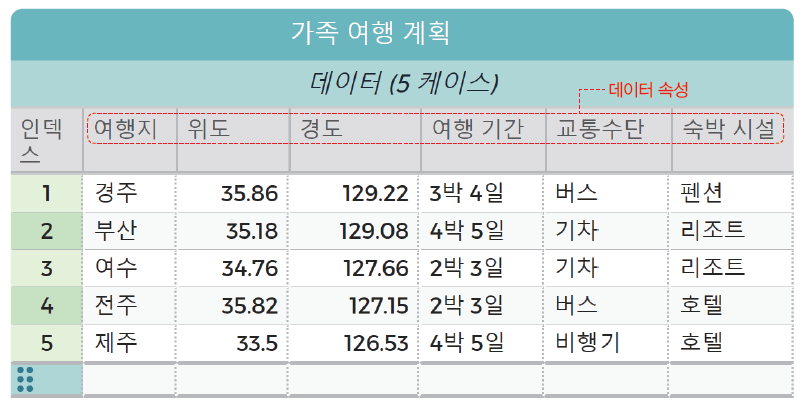 가족 여행 계획
데이터 (5 케이스)
데이터 속성
인덱스 여행지 위도 경도 여행 기간 교통수단 숙박 시설
1 경주 35.86 129.22 3박 4일 버스 펜션
2 부산 35.18 129.08 4박 5일 기차 리조트
3 여수 34.76 127.66 2박 3일 기차 리조트
4 전주 35.82 127.15 2박 3일 버스 호텔
5 제주 33.5 126.53 4박 5일 비행기 호텔